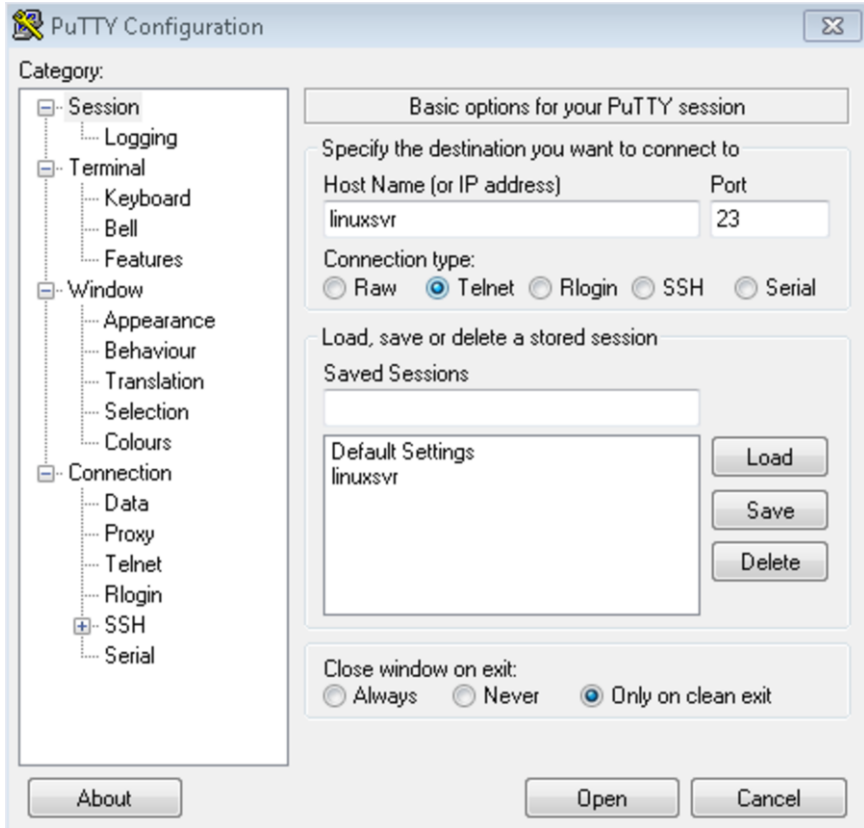 PuTTY Configuration
Category:
Session
Logging
Terminal
Keyboard
Bell
Features
Window
Appearance
Behaviour
Translation
Selection
Colours
Connection
Data
Proxy
Telnet
Rlogin
SSH
Serial
Basic options for your PuTTY session
Specify the destination you want to connect to
Host Name (or IP address) Port
linuxsvr 23
Connection type:
Raw Telnet Rlogin SSH Serial
Load, save or delete a stored session
Saved Sessions
Default Settings
linuxsvr
Load
Save
Delete
Close window on exit:
Always Never Only on clean exit
About Open Cancel